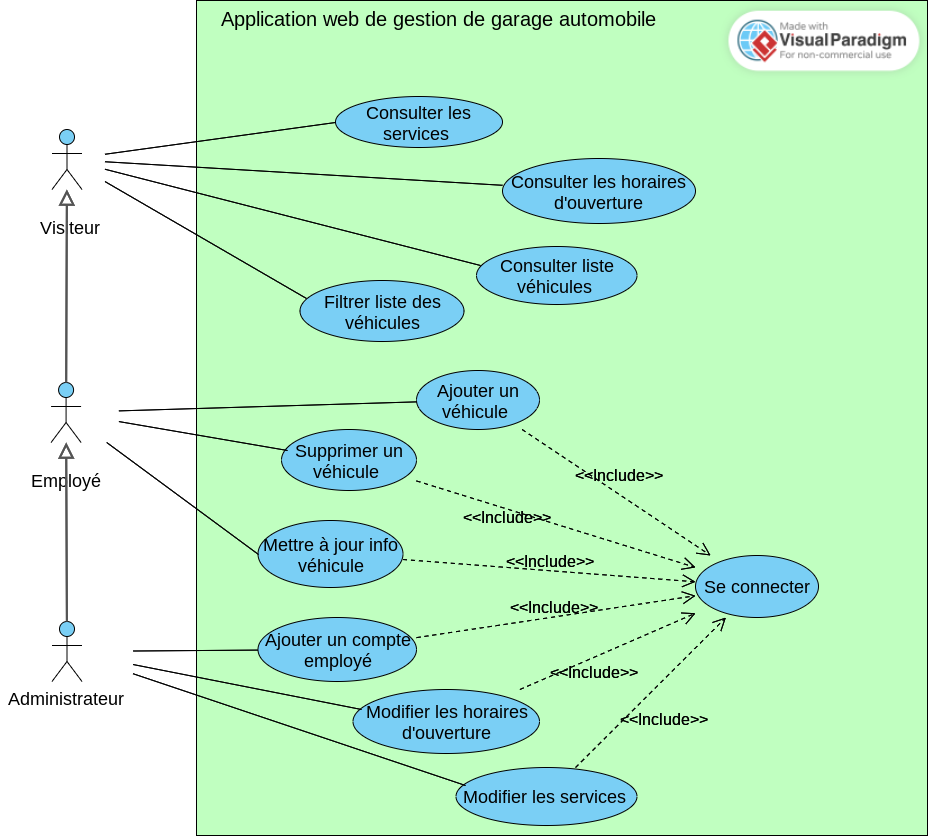 Application web de gestion de garage automobile
Made with
VisualParadigm
For non-commercial use
Consulter les
services
Consulter les horaires
d'ouverture
Visiteur
Consulter liste
véhicules
Filtrer liste des
véhicules
Ajouter un
véhicule
Supprimer un
véhicule
<<Include>>
Employé
<<Include>>
Mettre à jour info
véhicule
<<Include>>
Se connecter
<<Include>>
Ajouter un compte
employé
<<Include>>
Administrateur
Modifier les horaires
d'ouverture
<<Include>>
Modifier les services